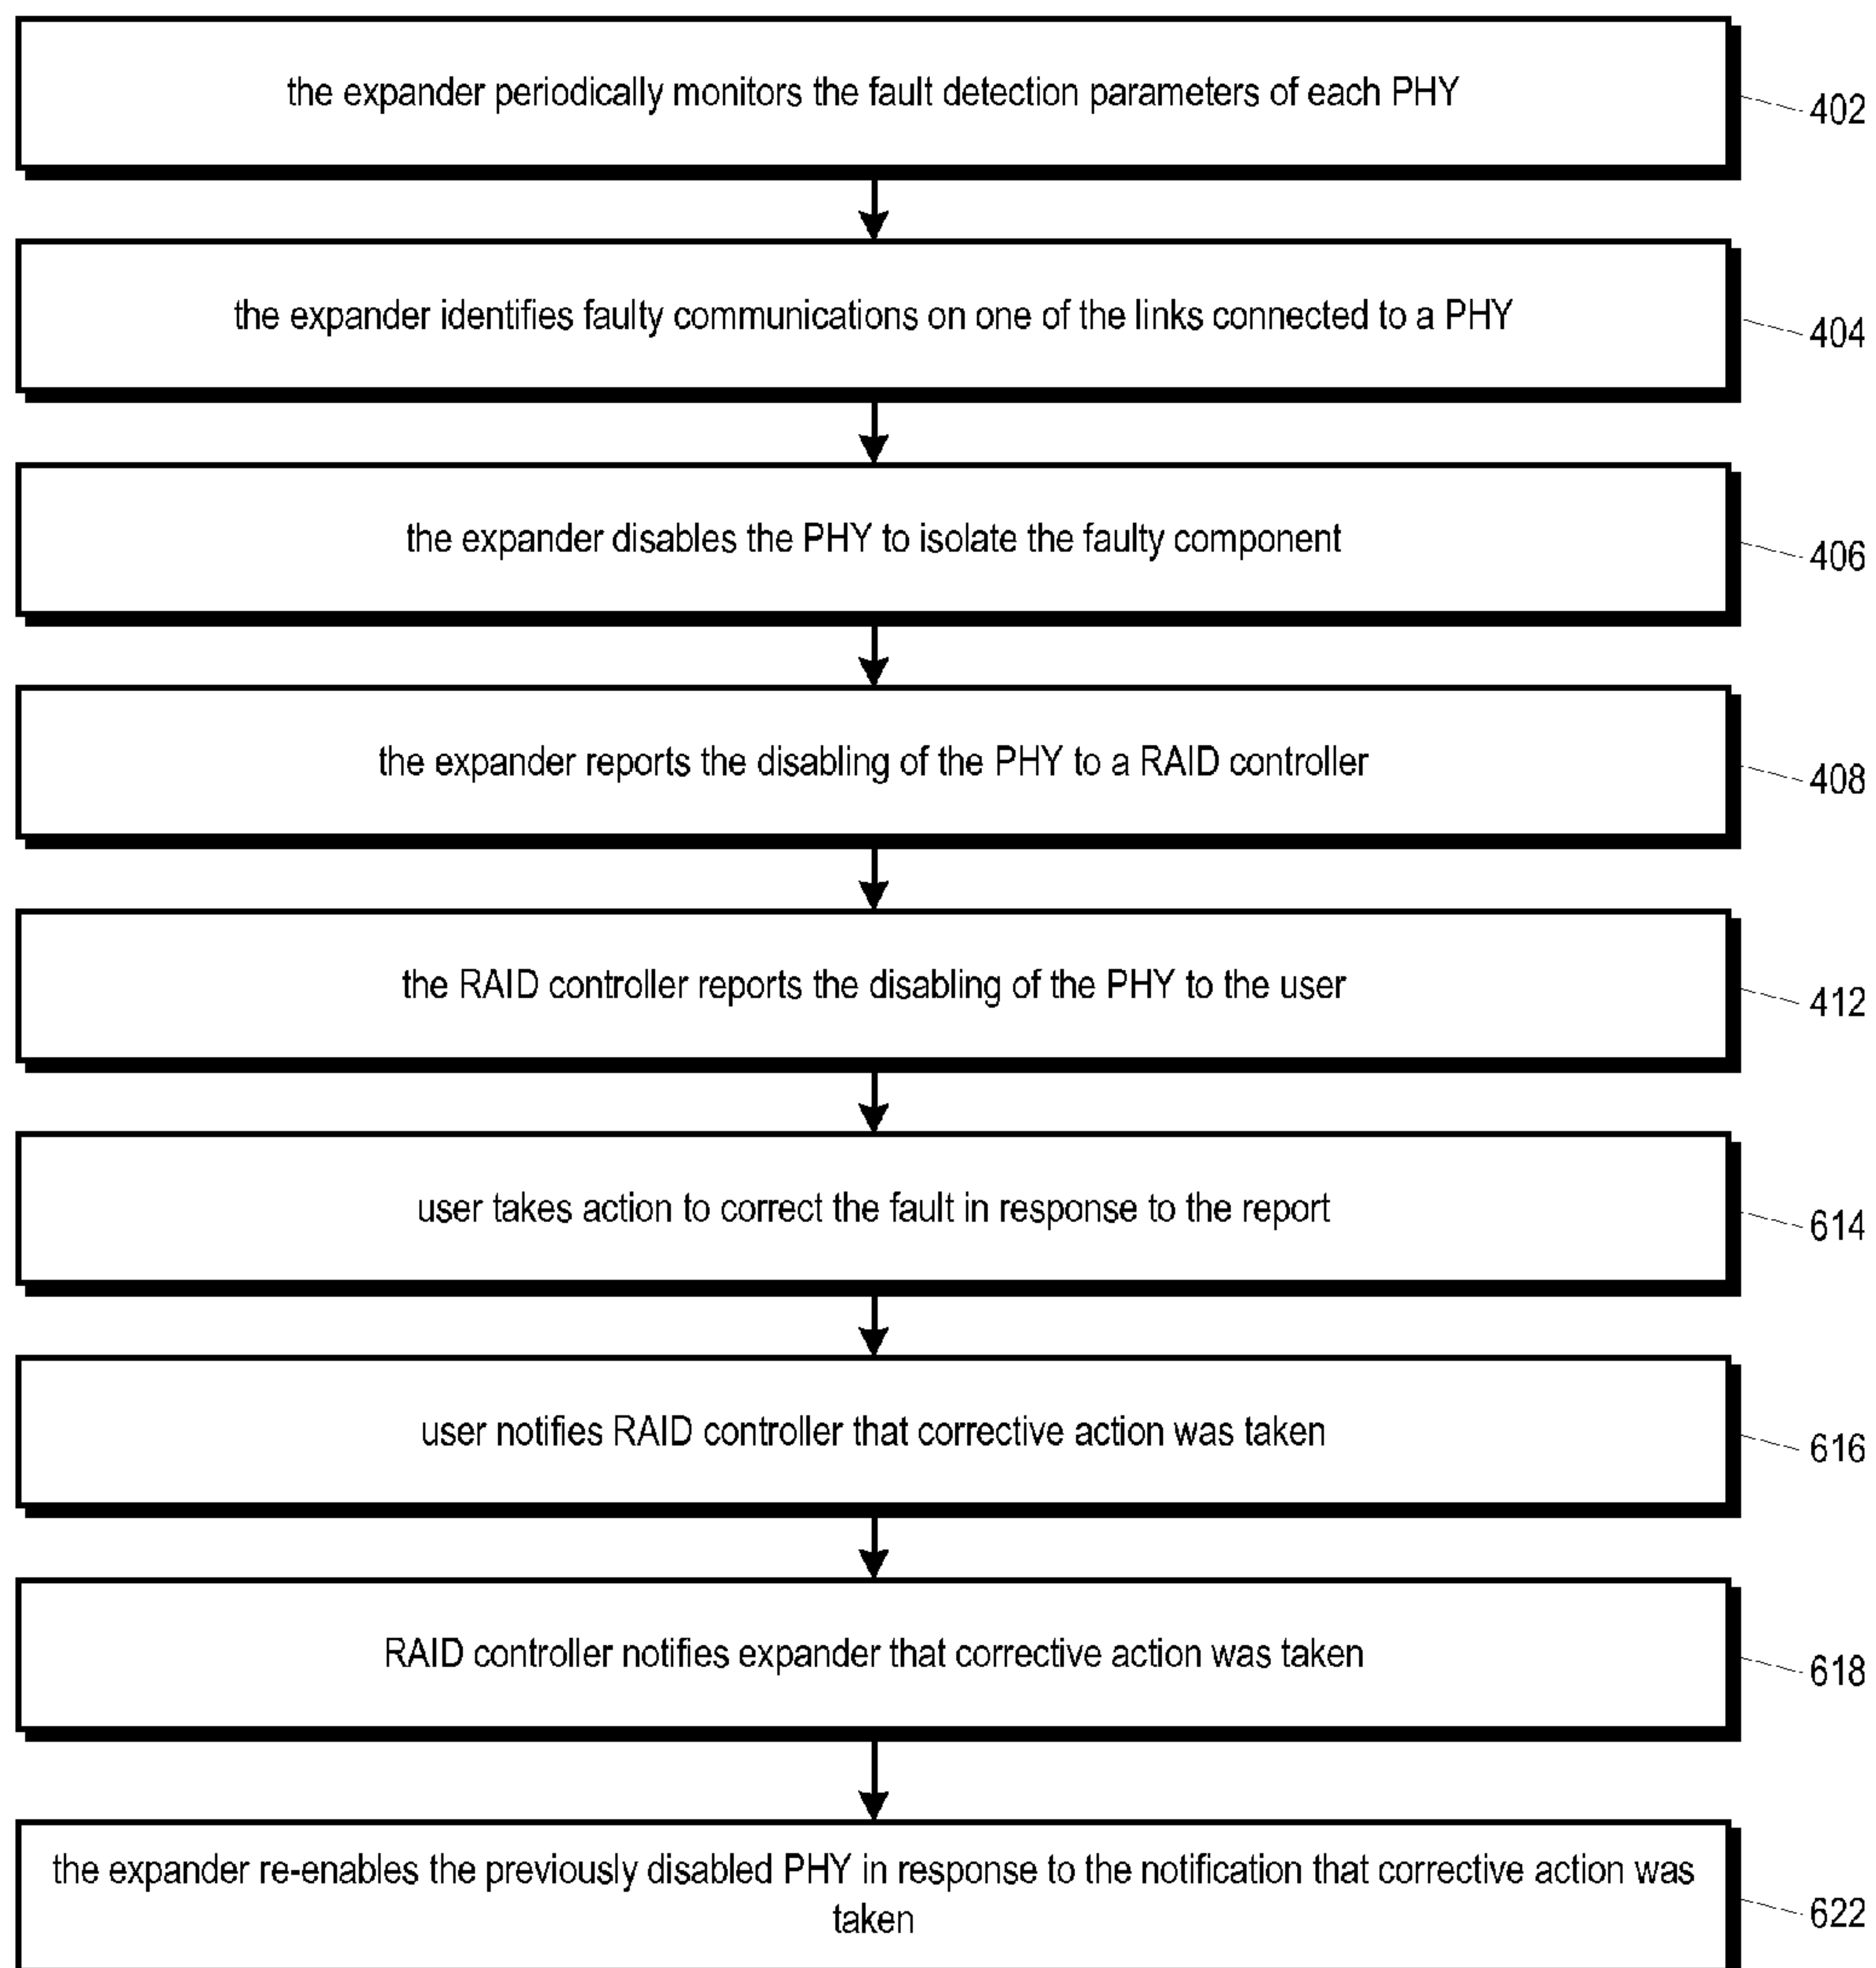 the expander periodically monitors the fault detection parameters of each PHY
402
the expander identifies faulty communications on one of the links connected to a PHY
404
the expander disables the PHY to isolate the faulty component
406
the expander reports the disabling of the PHY to a RAID controller
408
the RAID controller reports the disabling of the PHY to the user
412
user takes action to correct the fault in response to the report
614
user notifies RAID controller that corrective action was taken
616
RAID controller notifies expander that corrective action was taken
618
the expander re-enables the previously disabled PHY in response to the notification that corrective action was
taken
622